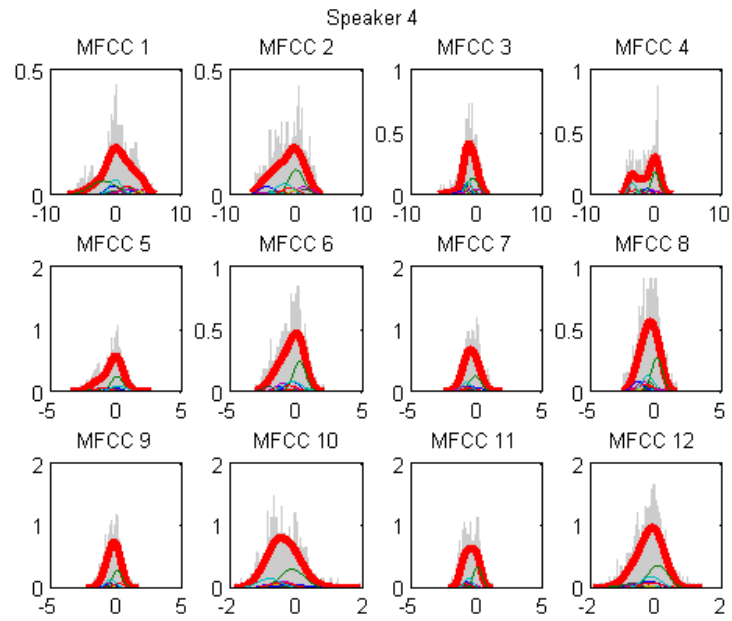 Speaker 4
MFCC 1 MFCC 2 MFCC 3 MFCC 4
0.5 0.5 1 1
0.5 0.5
0 0 0 0
-10 0 10 -10 0 10 -10 0 10 -10 0 10
MFCC 5 MFCC 6 MFCC 7 MFCC 8
2 1 2 1
1 0.5 1 0.5
0 0 0 0
-5 0 5 -5 0 5 -5 0 5 -5 0 5
MFCC 9 MFCC 10 MFCC 11 MFCC 12
2 2 2 2
1 1 1 1
0 0 0 0
-5 0 5 -2 0 2 -5 0 5 -2 0 2